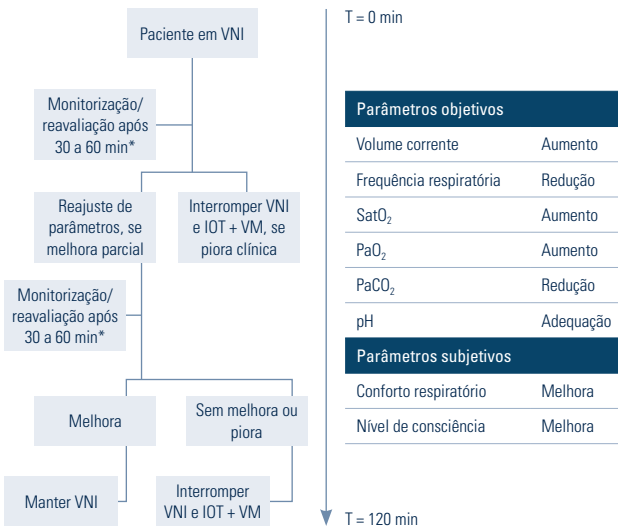 Paciente em VNI
T = 0 min
Monitorização/
reavaliação após
30 a 60 min*
Reajuste de
parâmetros, se
melhora parcial
Interromper VNI
e IOT + VM, se
piora clínica
Monitorização/
reavaliação após
30 a 60 min*
Melhora
Sem melhora ou
piora
Manter VNI
Interromper
VNI e IOT + VM
T = 120 min
Parâmetros objetivos
Volume corrente Aumento
Frequência respiratória Redução
SatO₂ Aumento
PaO₂ Aumento
PaCO₂ Redução
pH Adequação
Parâmetros subjetivos
Conforto respiratório Melhora
Nível de consciência Melhora